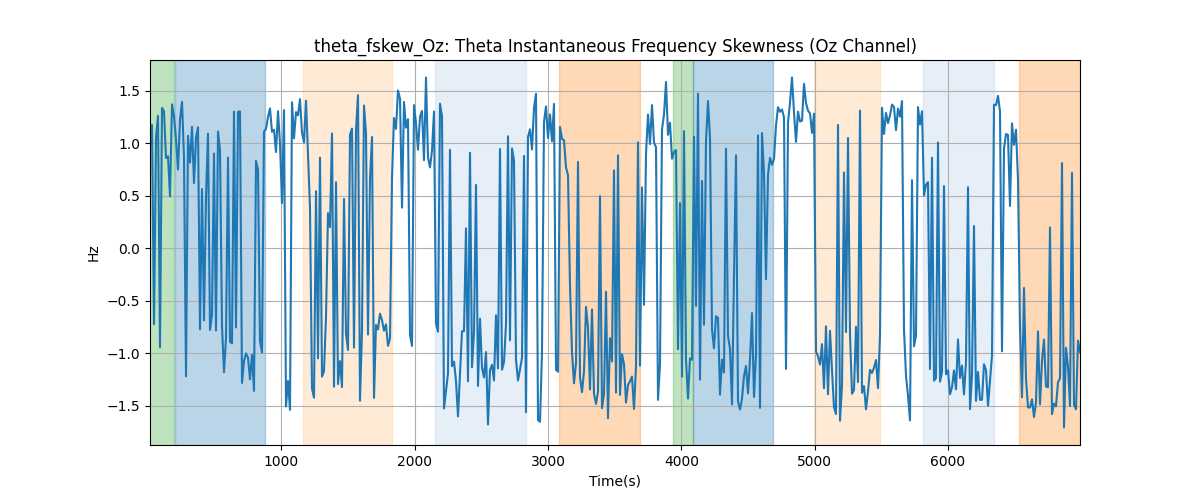 theta_fskew_Oz: Theta Instantaneous Frequency Skewness (Oz Channel)
1.5
1.0
0.5
0.0
−0.5
−1.0
−1.5
Hz
1000 2000 3000 4000 5000 6000
Time(s)